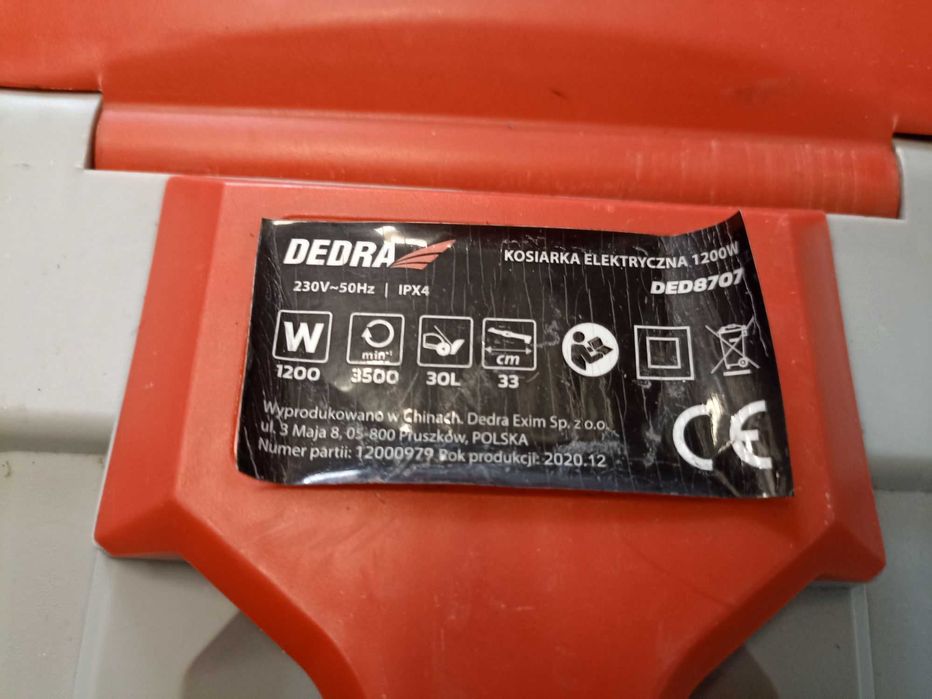 DEDRA
KOSIARKA ELEKTRYCZNA 1200W
DED8707
230V~50Hz | IPX4
W min⁻¹ cm
1200 3500 30L 33
Wyprodukowano w Chinach. Dedra Exim Sp. z o.o.
ul. 3 Maja 8, 05-800 Pruszków, POLSKA
Numer partii: 12000979 Rok produkcji: 2020.12
CE